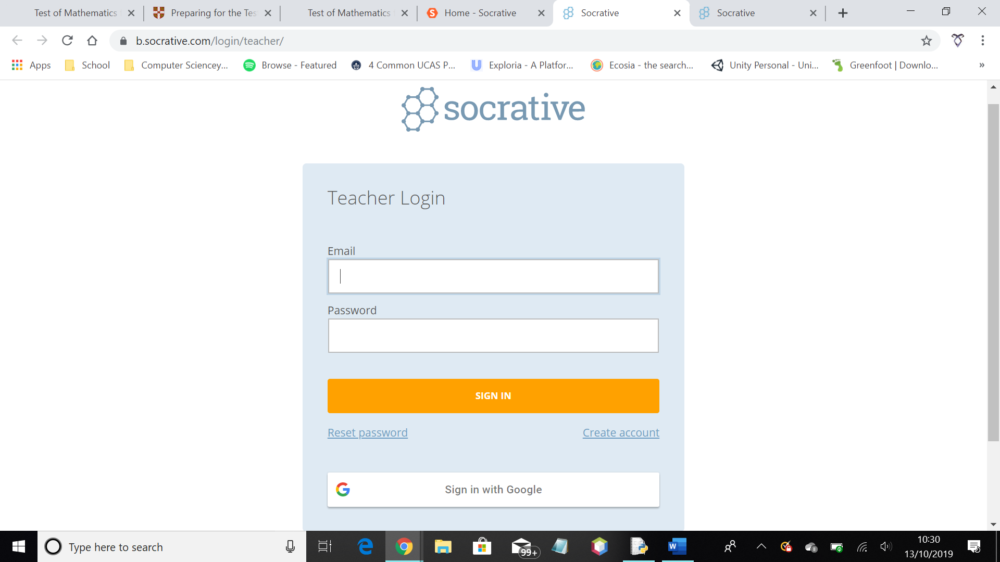 Test of Mathematics
Preparing for the Tes
Test of Mathematics
Home - Socrative
Socrative
Socrative
b.socrative.com/login/teacher/
Apps
School
Computer Sciencey...
Browse - Featured
4 Common UCAS P...
Exploria - A Platfor...
Ecosia - the search...
Unity Personal - Uni...
Greenfoot | Downlo...
»
socrative
Teacher Login
Email
Password
SIGN IN
Reset password
Create account
Sign in with Google
Type here to search
99+
10:30
13/10/2019